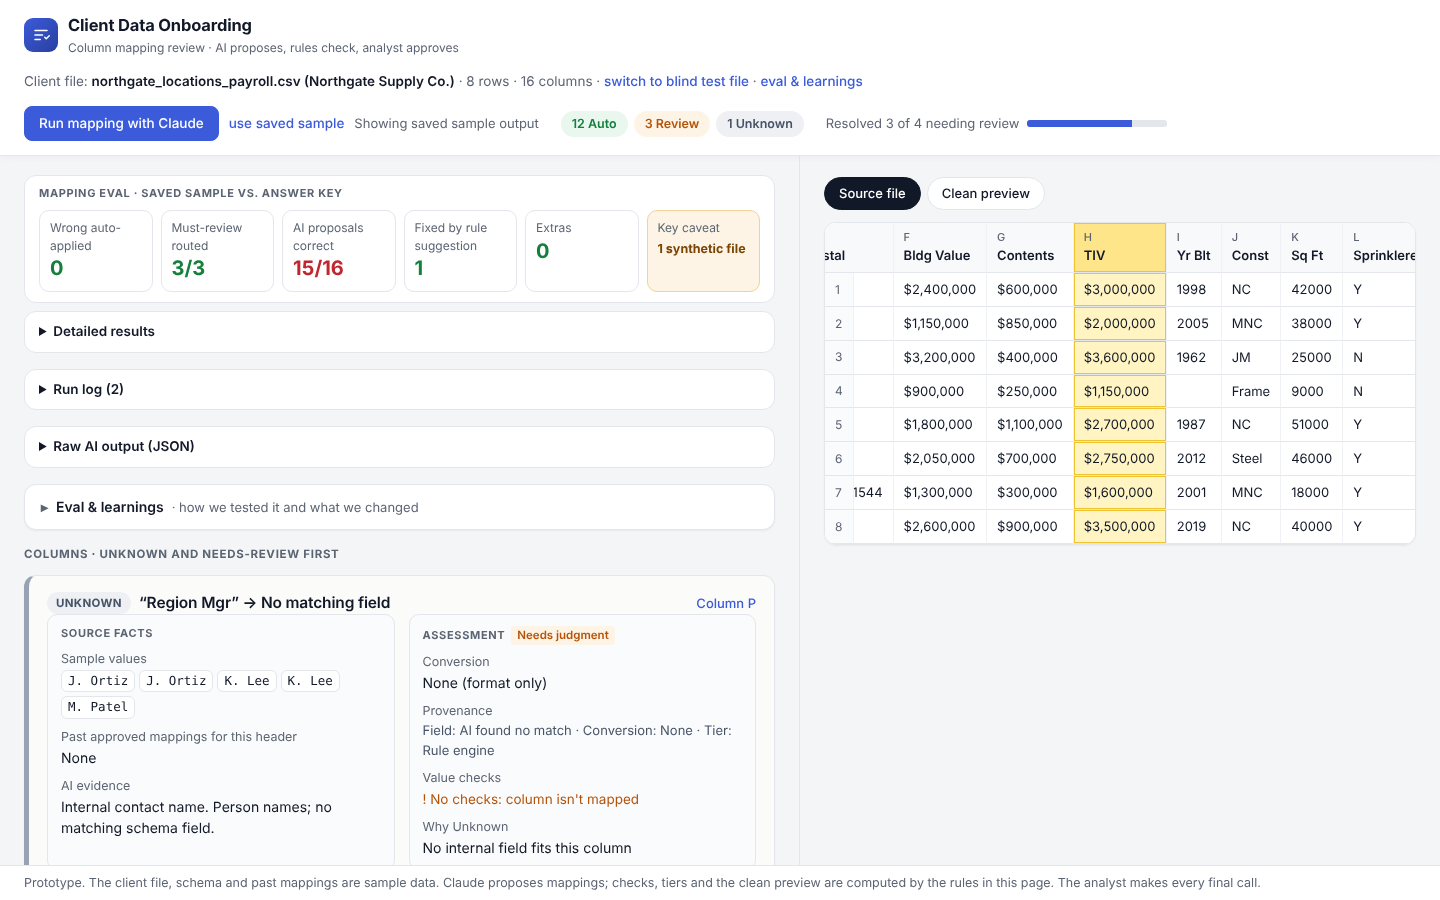 Client Data Onboarding
Column mapping review · AI proposes, rules check, analyst approves
Client file: northgate_locations_payroll.csv (Northgate Supply Co.) · 8 rows · 16 columns · switch to blind test file · eval & learnings
Run mapping with Claude use saved sample Showing saved sample output 12 Auto 3 Review 1 Unknown Resolved 3 of 4 needing review
MAPPING EVAL · SAVED SAMPLE VS. ANSWER KEY
Wrong auto-applied
0
Must-review routed
3/3
AI proposals correct
15/16
Fixed by rule suggestion
1
Extras
0
Key caveat
1 synthetic file
▶ Detailed results
▶ Run log (2)
▶ Raw AI output (JSON)
▶ Eval & learnings · how we tested it and what we changed
COLUMNS · UNKNOWN AND NEEDS-REVIEW FIRST
UNKNOWN “Region Mgr” → No matching field Column P
SOURCE FACTS
Sample values
J. Ortiz J. Ortiz K. Lee K. Lee
M. Patel
Past approved mappings for this header
None
AI evidence
Internal contact name. Person names; no
matching schema field.
ASSESSMENT Needs judgment
Conversion
None (format only)
Provenance
Field: AI found no match · Conversion: None · Tier:
Rule engine
Value checks
! No checks: column isn't mapped
Why Unknown
No internal field fits this column
Source file Clean preview
F G H I J K L
stal Bldg Value Contents TIV Yr Blt Const Sq Ft Sprinklere
1 $2,400,000 $600,000 $3,000,000 1998 NC 42000 Y
2 $1,150,000 $850,000 $2,000,000 2005 MNC 38000 Y
3 $3,200,000 $400,000 $3,600,000 1962 JM 25000 N
4 $900,000 $250,000 $1,150,000 Frame 9000 N
5 $1,800,000 $1,100,000 $2,700,000 1987 NC 51000 Y
6 $2,050,000 $700,000 $2,750,000 2012 Steel 46000 Y
7 1544 $1,300,000 $300,000 $1,600,000 2001 MNC 18000 Y
8 $2,600,000 $900,000 $3,500,000 2019 NC 40000 Y
Prototype. The client file, schema and past mappings are sample data. Claude proposes mappings; checks, tiers and the clean preview are computed by the rules in this page. The analyst makes every final call.